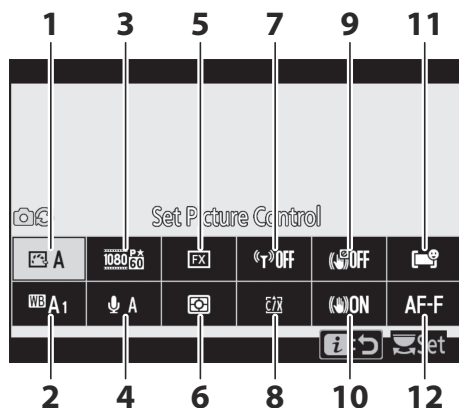 1 3 5 7 9 11
Set Picture Control
A 1080 60 FX T OFF OFF
WB A1 A C/X ON AF-F
i Set
2 4 6 8 10 12